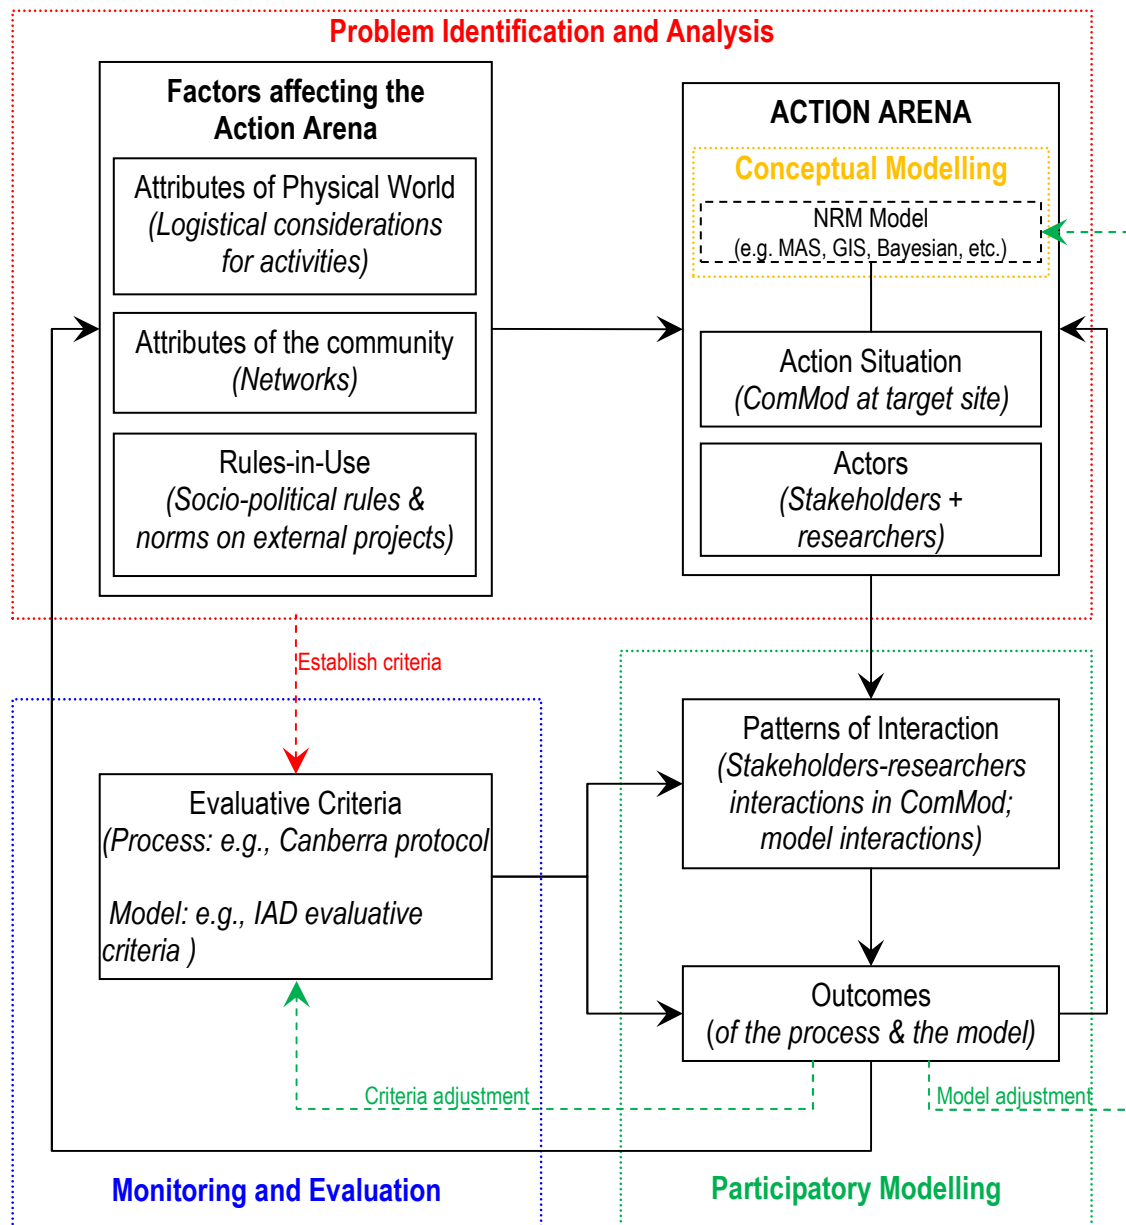 Problem Identification and Analysis
Factors affecting the
Action Arena
Attributes of Physical World
(Logistical considerations
for activities)
Attributes of the community
(Networks)
Rules-in-Use
(Socio-political rules &
norms on external projects)
ACTION ARENA
Conceptual Modelling
NRM Model
(e.g. MAS, GIS, Bayesian, etc.)
Action Situation
(ComMod at target site)
Actors
(Stakeholders +
researchers)
Establish criteria
Evaluative Criteria
(Process: e.g., Canberra protocol
Model: e.g., IAD evaluative
criteria )
Patterns of Interaction
(Stakeholders-researchers
interactions in ComMod;
model interactions)
Outcomes
(of the process & the model)
Criteria adjustment
Model adjustment
Monitoring and Evaluation
Participatory Modelling